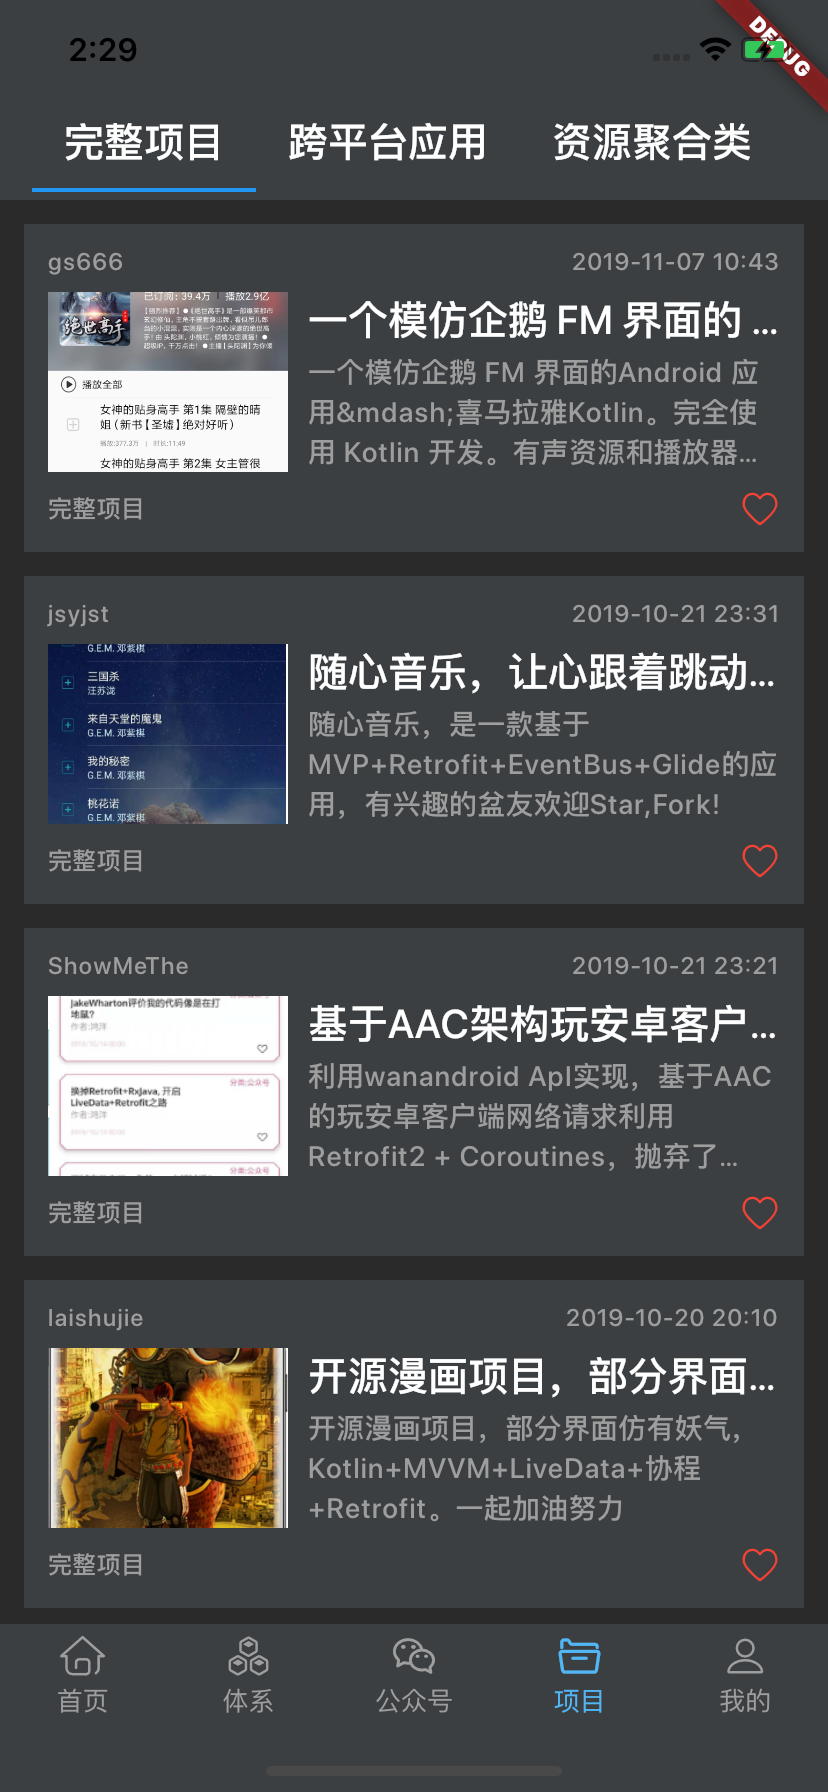 2:29
DEBUG
完整项目
跨平台应用
资源聚合类
gs666
2019-11-07 10:43
已订阅: 39.4万 | 播放2.9亿
绝世高手
播放全部
女神的贴身高手 第1集 隔壁的晴
姐(新书【圣墟】绝对好听)
播放:377.3万 | 时长:11:49
女神的贴身高手 第2集 女主管很
一个模仿企鹅 FM 界面的 ...
一个模仿企鹅 FM 界面的Android 应
用&mdash;喜马拉雅Kotlin。完全使
用 Kotlin 开发。有声资源和播放器...
完整项目
jsyjst
2019-10-21 23:31
G.E.M. 邓紫棋
三国杀
汪苏泷
来自天堂的魔鬼
G.E.M. 邓紫棋
我的秘密
G.E.M. 邓紫棋
桃花诺
G.E.M. 邓紫棋
随心音乐，让心跟着跳动...
随心音乐，是一款基于
MVP+Retrofit+EventBus+Glide的应
用，有兴趣的盆友欢迎Star,Fork!
完整项目
ShowMeThe
2019-10-21 23:21
JakeWharton评价我的代码像是在打
地鼠?
作者:鸿洋
分类:公众号
换掉Retrofit+RxJava, 开启
LiveData+Retrofit之路
作者:鸿洋
分类:公众号
基于AAC架构玩安卓客户...
利用wanandroid ApI实现，基于AAC
的玩安卓客户端网络请求利用
Retrofit2 + Coroutines，抛弃了...
完整项目
laishujie
2019-10-20 20:10
开源漫画项目，部分界面...
开源漫画项目，部分界面仿有妖气，
Kotlin+MVVM+LiveData+协程
+Retrofit。一起加油努力
完整项目
首页
体系
公众号
项目
我的